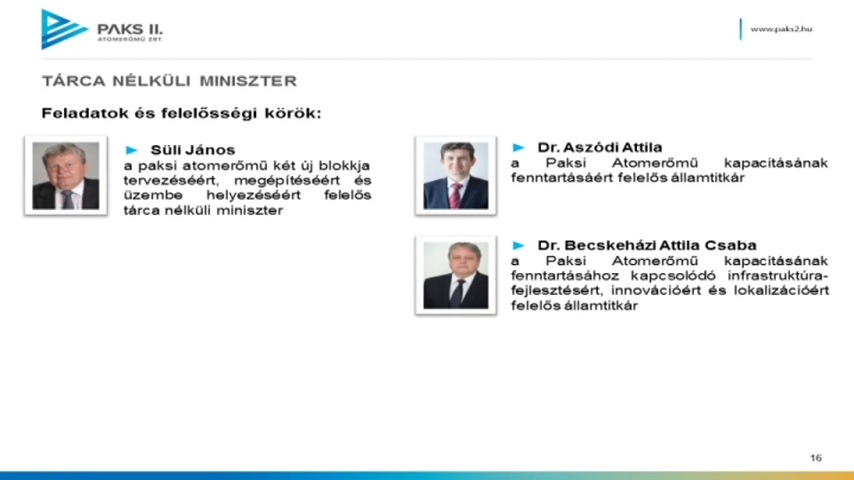 PAKS II.
ATOMERŐMŰ ZRT.
www.paks2.hu
TÁRCA NÉLKÜLI MINISZTER
Feladatok és felelősségi körök:
Süli János
a paksi atomerőmű két új blokkja
tervezéséért, megépítéséért és
üzembe helyezéséért felelős
tárca nélküli miniszter
Dr. Aszódi Attila
a Paksi Atomerőmű kapacitásának
fenntartásáért felelős államtitkár
Dr. Becskeházi Attila Csaba
a Paksi Atomerőmű kapacitásának
fenntartásához kapcsolódó infrastruktúra-
fejlesztésért, innovációért és lokalizációért
felelős államtitkár
16